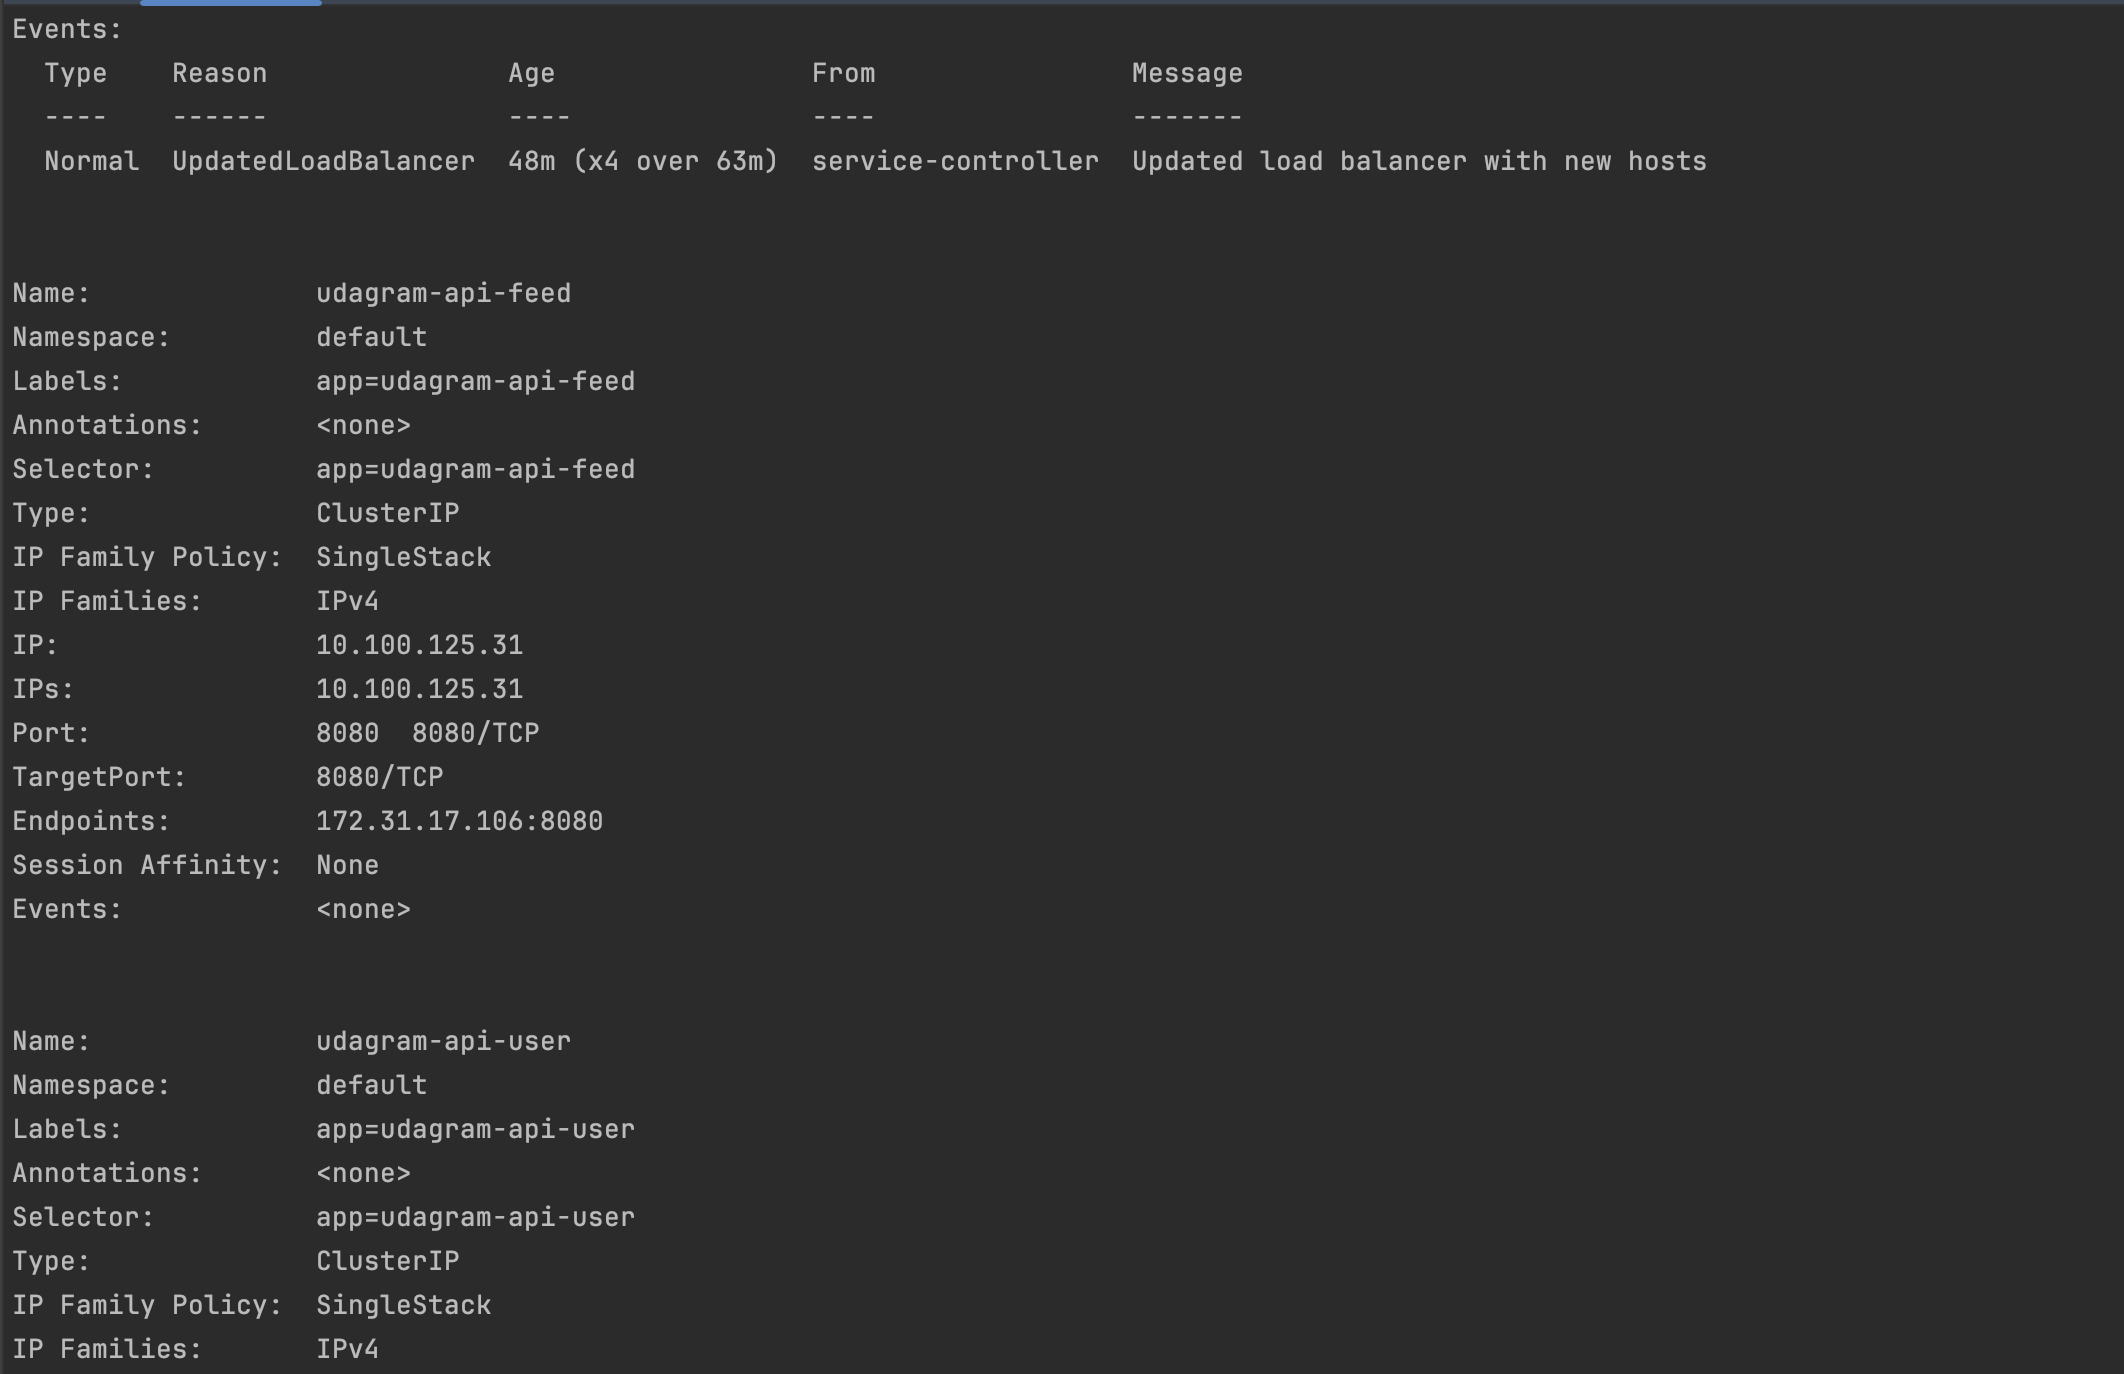 Events:
  Type    Reason               Age                From                Message
  ----    ------               ----               ----                -------
  Normal  UpdatedLoadBalancer  48m (x4 over 63m)  service-controller  Updated load balancer with new hosts
Name:              udagram-api-feed
Namespace:         default
Labels:            app=udagram-api-feed
Annotations:       <none>
Selector:          app=udagram-api-feed
Type:              ClusterIP
IP Family Policy:  SingleStack
IP Families:       IPv4
IP:                10.100.125.31
IPs:               10.100.125.31
Port:              8080  8080/TCP
TargetPort:        8080/TCP
Endpoints:         172.31.17.106:8080
Session Affinity:  None
Events:            <none>
Name:              udagram-api-user
Namespace:         default
Labels:            app=udagram-api-user
Annotations:       <none>
Selector:          app=udagram-api-user
Type:              ClusterIP
IP Family Policy:  SingleStack
IP Families:       IPv4